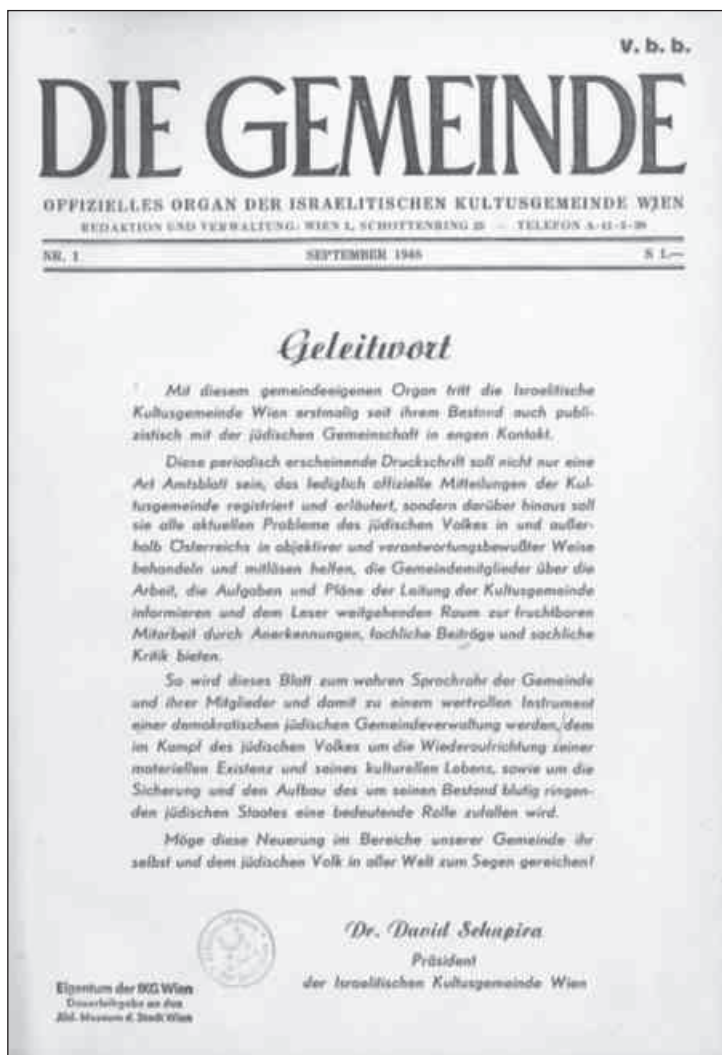 V. b. b.
DIE GEMEINDE
OFFIZIELLES ORGAN DER ISRAELITISCHEN KULTUSGEMEINDE WIEN
REDAKTION UND VERWALTUNG: WIEN I, SCHOTTENRING 25 — TELEFON
NR. 1 SEPTEMBER 1948 S 1.—
Geleitwort
Mit diesem gemeindeeigenen Organ tritt die Israelitische
Kultusgemeinde Wien erstmalig seit ihrem Bestand auch publi-
zistisch mit der jüdischen Gemeinschaft in engen Kontakt.
Diese periodisch erscheinende Druckschrift soll nicht nur eine
Art Amtsblatt sein, das lediglich offizielle Mitteilungen der Kul-
tusgemeinde registriert und erläutert, sondern darüber hinaus soll
sie alle aktuellen Probleme des jüdischen Volkes in und außer-
halb Österreichs in objektiver und verantwortungsbewußter Weise
behandeln und mitlösen helfen, die Gemeindemitglieder über die
Arbeit, die Aufgaben und Pläne der Leitung der Kultusgemeinde
informieren und dem Leser weitgehenden Raum zur fruchtbaren
Mitarbeit durch Anerkennungen, fachliche Beiträge und sachliche
Kritik bieten.
So wird dieses Blatt zum wahren Sprachrohr der Gemeinde
und ihrer Mitglieder und damit zu einem wertvollen Instrument
einer demokratischen jüdischen Gemeindeverwaltung werden, dem
im Kampf des jüdischen Volkes um die Wiederaufrichtung seiner
materiellen Existenz und seines kulturellen Lebens, sowie um die
Sicherung und den Aufbau des um seinen Bestand blutig ringen-
den jüdischen Staates eine bedeutende Rolle zufallen wird.
Möge diese Neuerung im Bereiche unserer Gemeinde ihr
selbst und dem jüdischen Volk in aller Welt zum Segen gereichen!
Dr. David Schapira
Präsident
der Israelitischen Kultusgemeinde Wien
Eigentum der IKG Wien
Dauerleihgabe an das
Jüd. Museum d. Stadt Wien